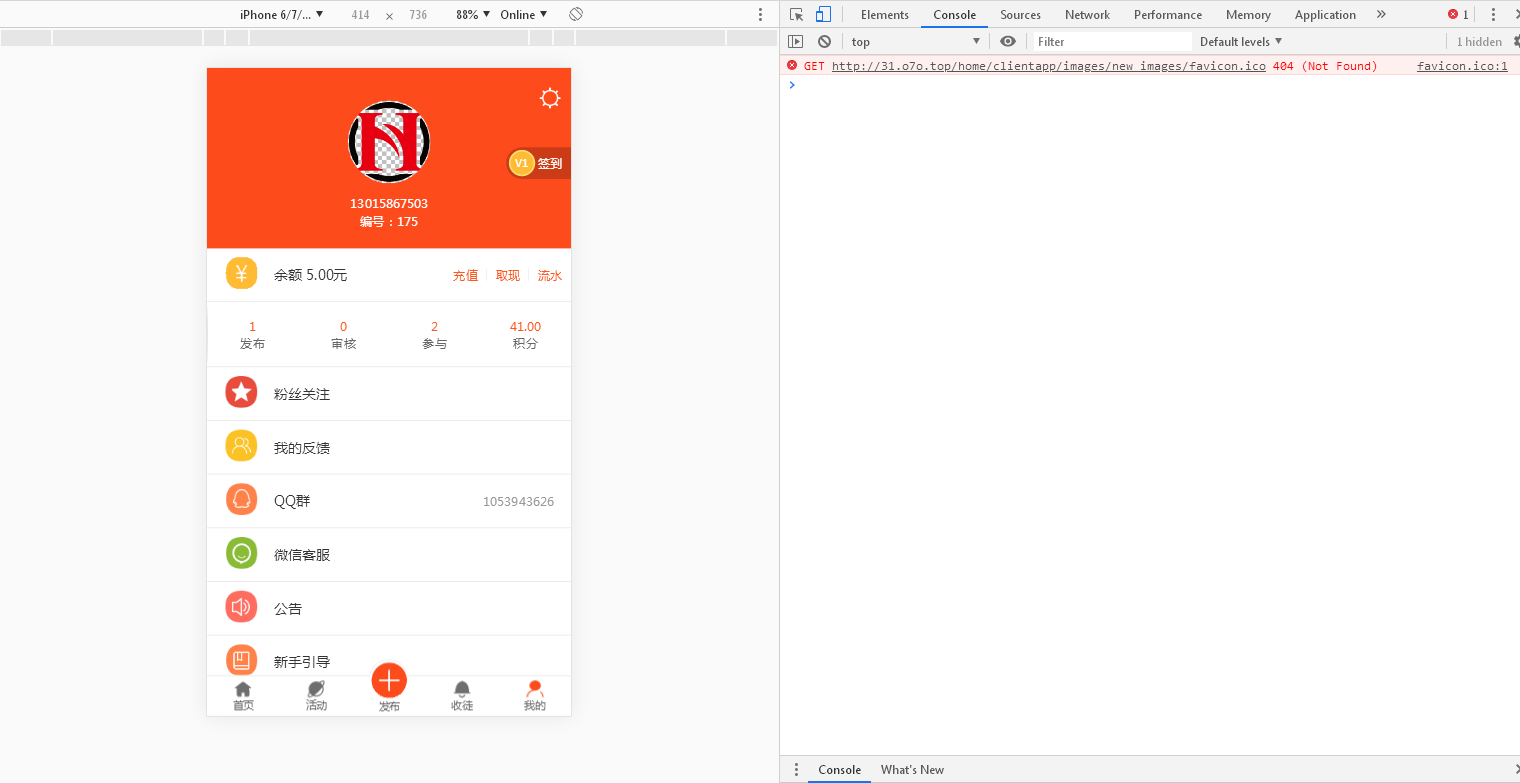 iPhone 6/7/... ▼ 414 × 736 88% ▼ Online ▼
Elements Console Sources Network Performance Memory Application » 1
top ▼ Filter Default levels ▼ 1 hidden
GET http://31.o7o.top/home/clientapp/images/new_images/favicon.ico 404 (Not Found) favicon.ico:1
V1 签到
13015867503
编号：175
¥ 余额 5.00元 充值 取现 流水
1 0 2 41.00
发布 审核 参与 积分
粉丝关注
我的反馈
QQ群 1053943626
微信客服
公告
新手引导
首页 活动 发布 收徒 我的
Console What's New